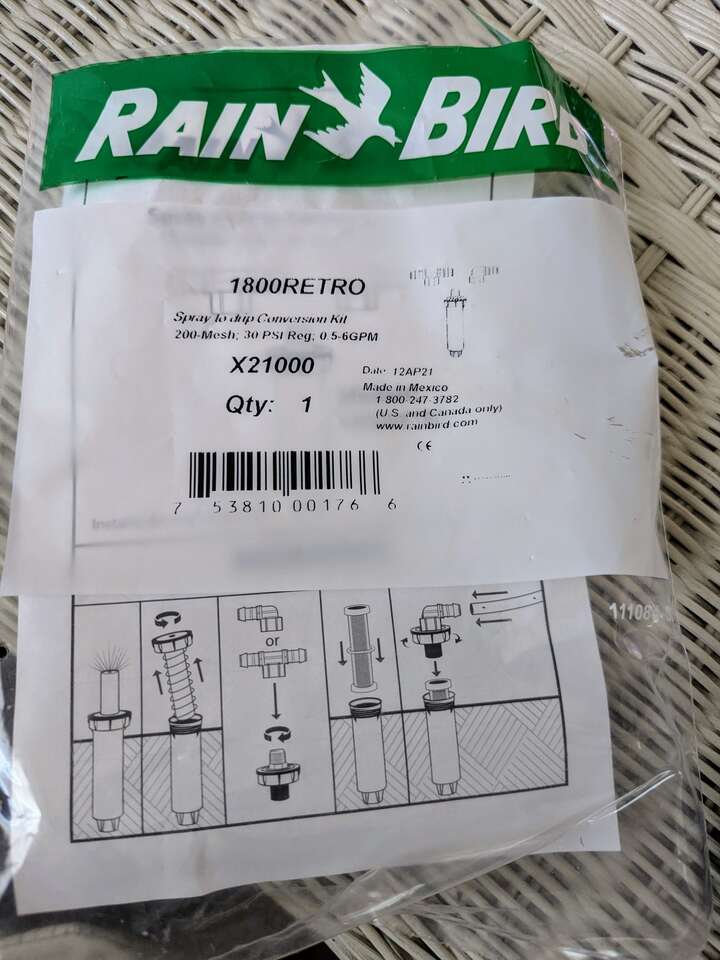 RAIN BIRD
1800RETRO
Spray to drip Conversion Kit
200-Mesh; 30 PSI Reg; 0.5-6GPM
X21000
Qty: 1
Date: 12AP21
Made in Mexico
1 800-247-3782
(U.S. and Canada only)
www.rainbird.com
CE
7 53810 00176 6
or